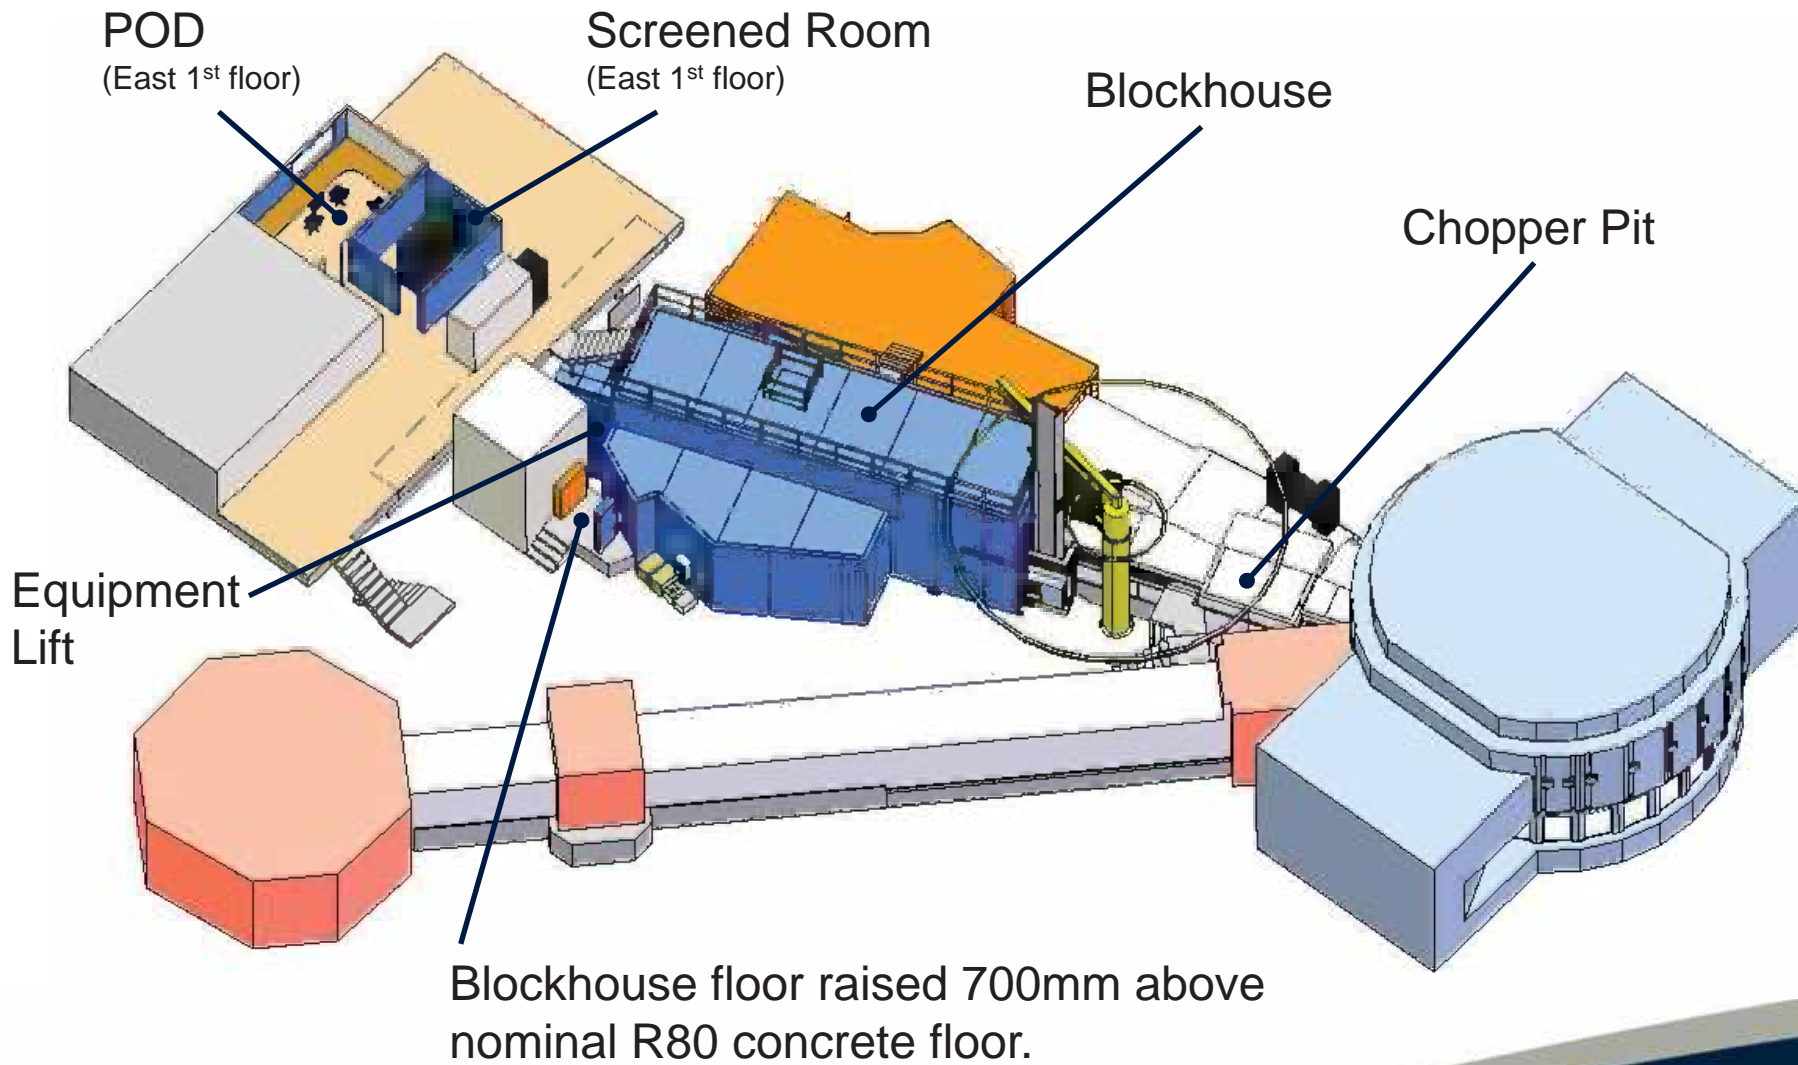 POD
(East 1st floor)
Screened Room
(East 1st floor)
Blockhouse
Chopper Pit
Equipment
Lift
Blockhouse floor raised 700mm above
nominal R80 concrete floor.